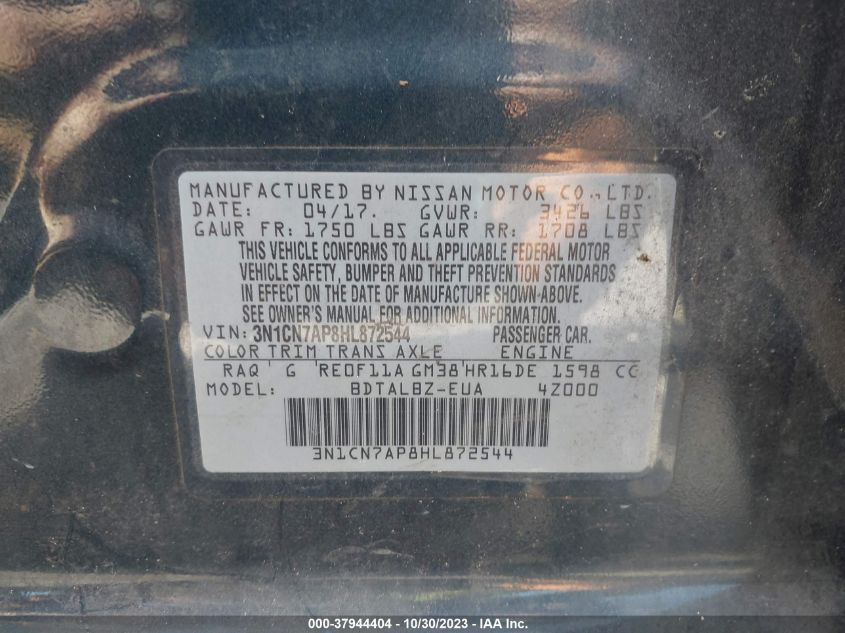 MANUFACTURED BY NISSAN MOTOR CO., LTD.
DATE: 04/17. GVWR: 3426 LBS
GAWR FR: 1750 LBS GAWR RR: 1708 LBS
THIS VEHICLE CONFORMS TO ALL APPLICABLE FEDERAL MOTOR
VEHICLE SAFETY, BUMPER AND THEFT PREVENTION STANDARDS
IN EFFECT ON THE DATE OF MANUFACTURE SHOWN-ABOVE.
SEE OWNER'S MANUAL FOR ADDITIONAL INFORMATION.
VIN: 3N1CN7AP8HL872544 PASSENGER CAR.
COLOR TRIM TRANS AXLE ENGINE
RAQ' G 'RE0F11A GM38'HR16DE 1598 CC
MODEL: BDTALBZ-EUA 4Z000
3N1CN7AP8HL872544
000-37944404 - 10/30/2023 - IAA Inc.